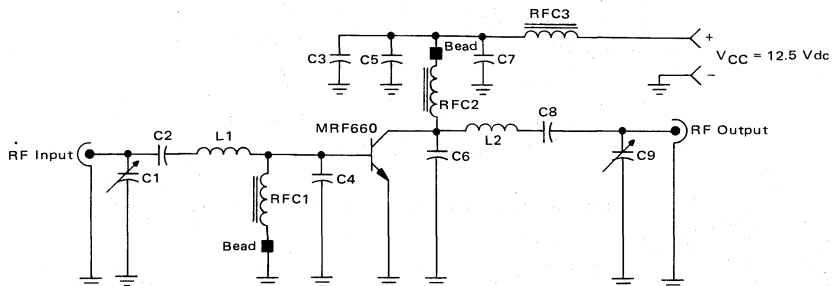 RFC3
+
Bead
C3
C5
C7
VCC = 12.5 Vdc
–
RFC2
C8
MRF660
RF Output
C2
L1
RF Input
L2
C6
C9
C1
C4
RFC1
Bead